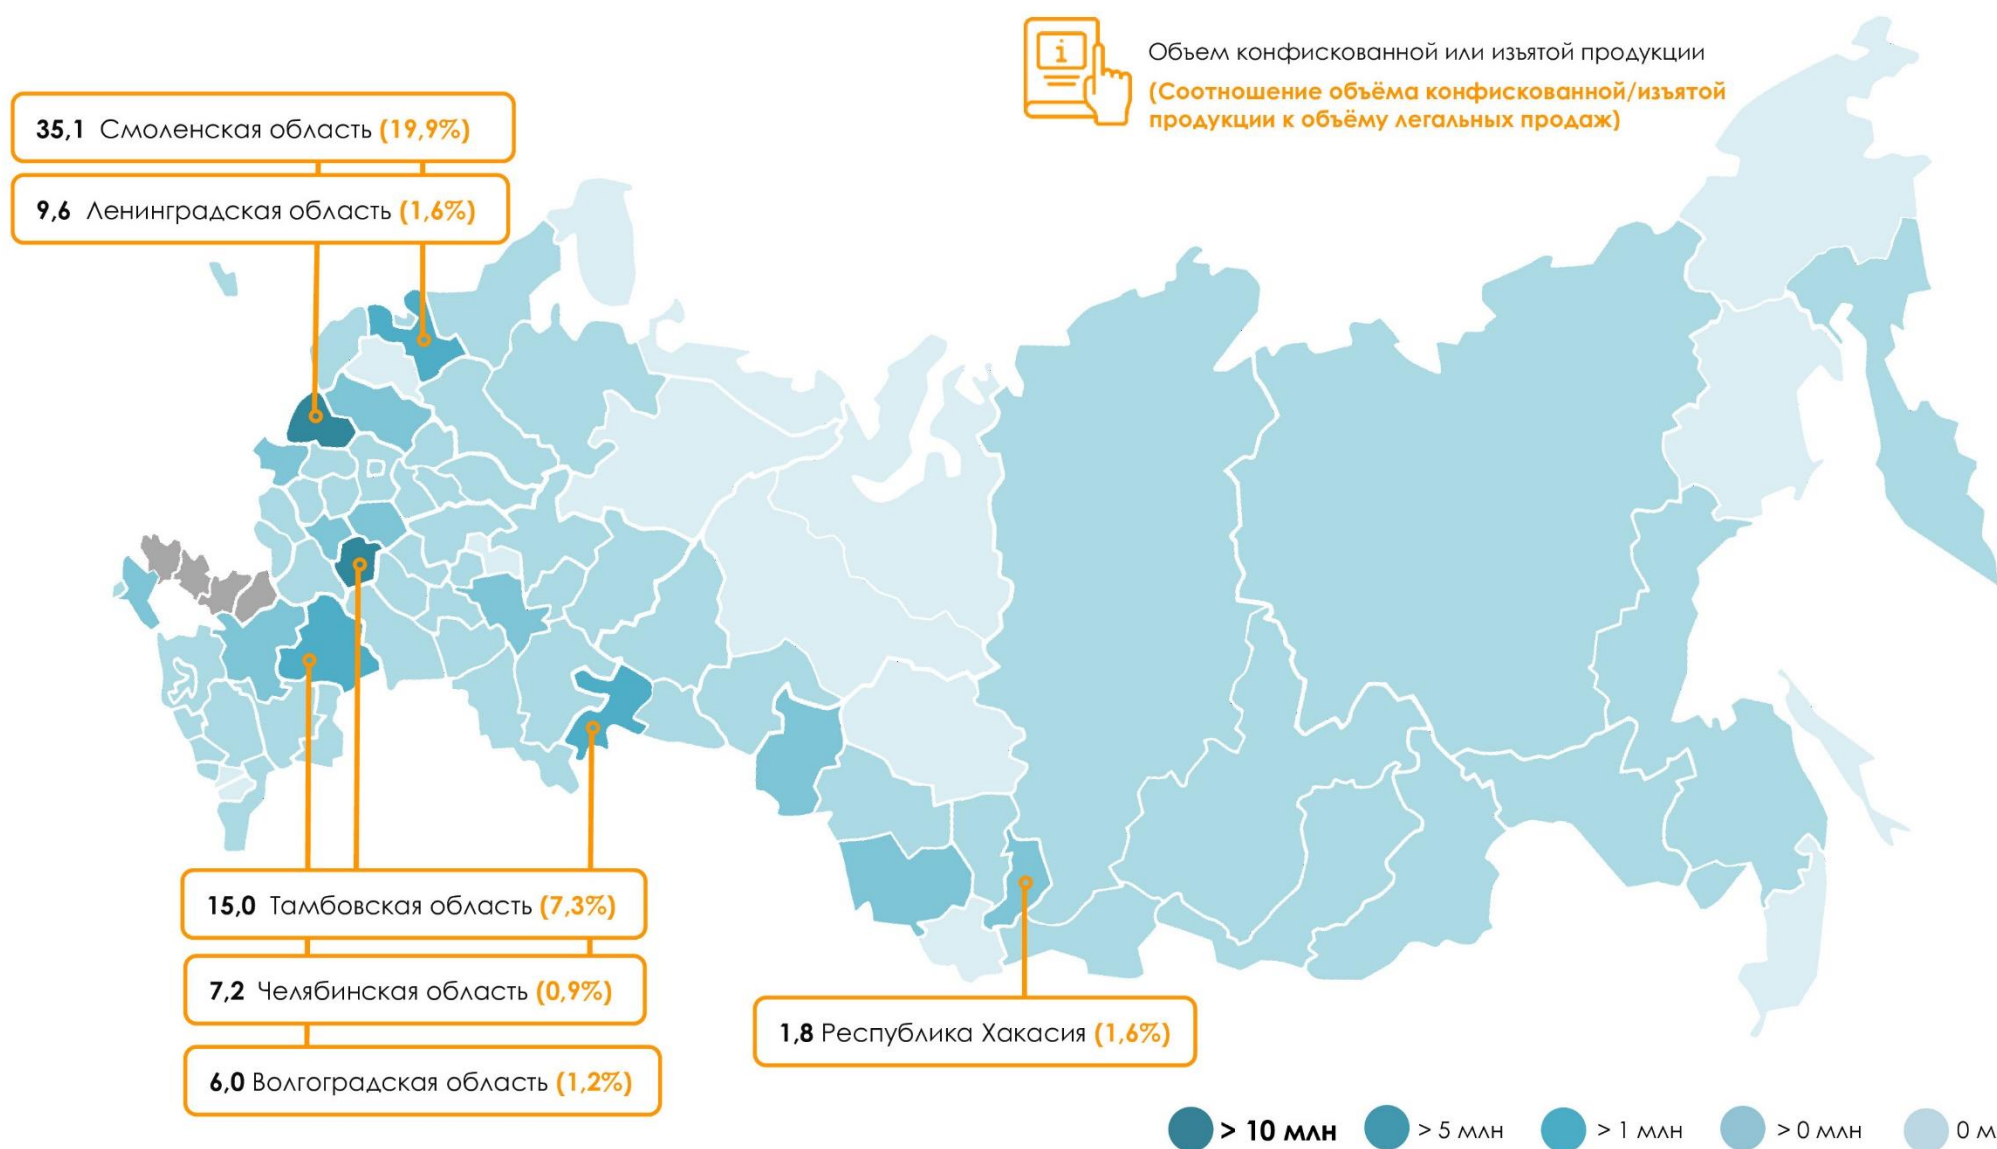 Объем конфискованной или изъятой продукции
(Соотношение объёма конфискованной/изъятой
продукции к объёму легальных продаж)
35,1 Смоленская область (19,9%)
9,6 Ленинградская область (1,6%)
15,0 Тамбовская область (7,3%)
7,2 Челябинская область (0,9%)
6,0 Волгоградская область (1,2%)
1,8 Республика Хакасия (1,6%)
> 10 млн
> 5 млн
> 1 млн
> 0 млн
0 м